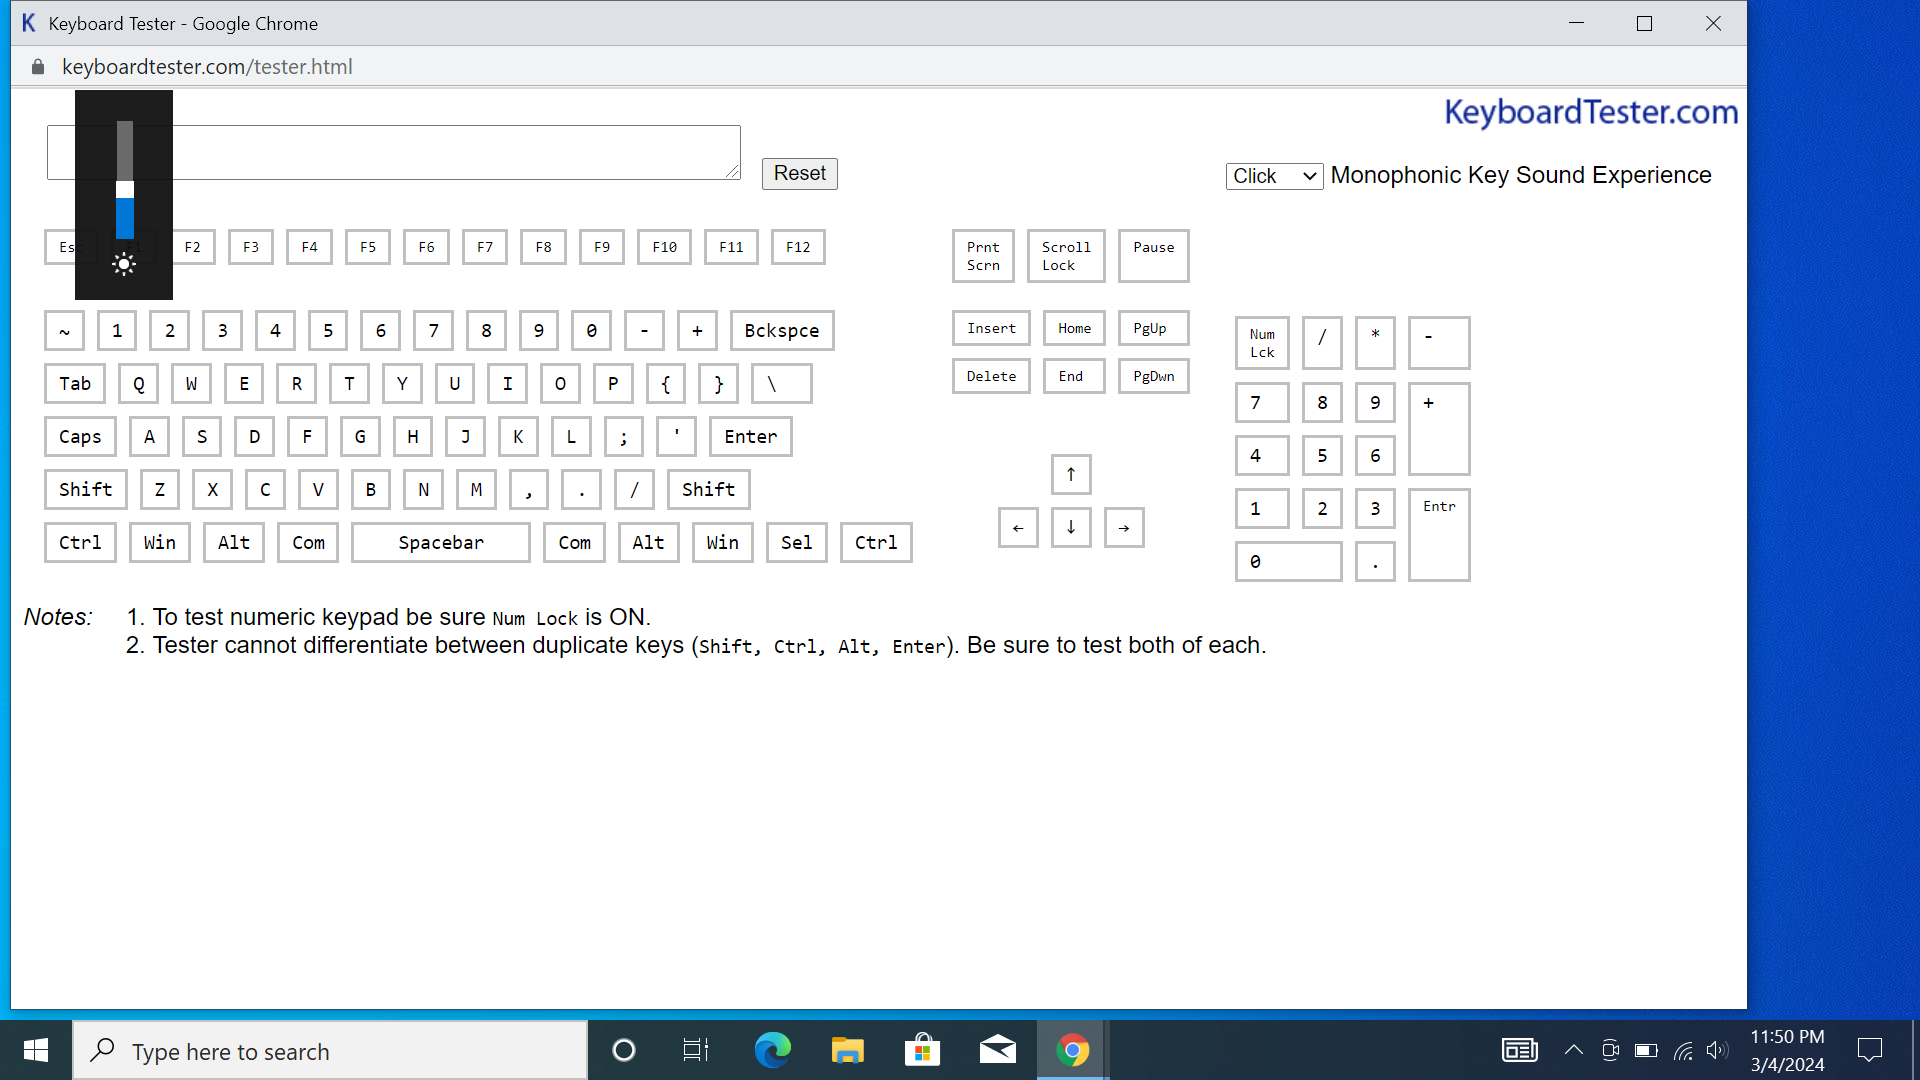 K Keyboard Tester - Google Chrome
keyboardtester.com/tester.html
KeyboardTester.com
Reset
Click Monophonic Key Sound Experience
Es F2 F3 F4 F5 F6 F7 F8 F9 F10 F11 F12
Prnt Scrn
Scroll Lock
Pause
~ 1 2 3 4 5 6 7 8 9 0 - + Bckspce
Insert Home PgUp
Num Lck / * -
Tab Q W E R T Y U I O P { } \
Delete End PgDwn
7 8 9 +
Caps A S D F G H J K L ; ' Enter
4 5 6
Shift Z X C V B N M , . / Shift
↑
1 2 3 Entr
Ctrl Win Alt Com Spacebar Com Alt Win Sel Ctrl
← ↓ →
0 .
Notes: 1. To test numeric keypad be sure Num Lock is ON.
2. Tester cannot differentiate between duplicate keys (Shift, Ctrl, Alt, Enter). Be sure to test both of each.
Type here to search
11:50 PM
3/4/2024